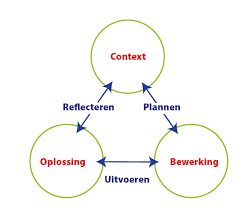 Context
Reflecteren
Plannen
Oplossing
Bewerking
Uitvoeren